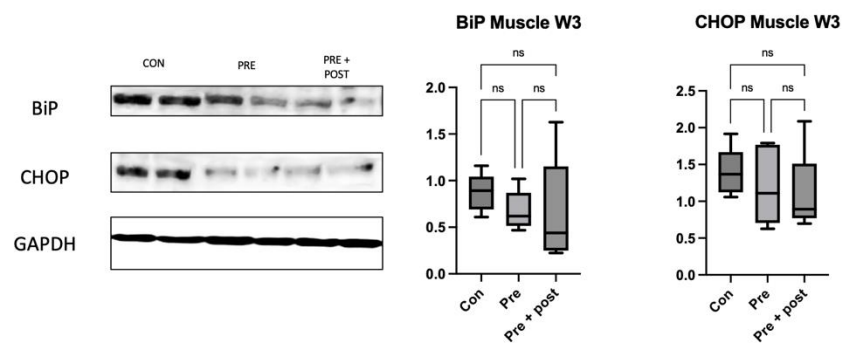 CON
PRE
PRE +
POST
BiP
CHOP
GAPDH
BiP Muscle W3
ns
ns
ns
2.0
1.5
1.0
0.5
0.0
Con
Pre
Pre + post
CHOP Muscle W3
ns
ns
ns
2.5
2.0
1.5
1.0
0.5
0.0
Con
Pre
Pre + post